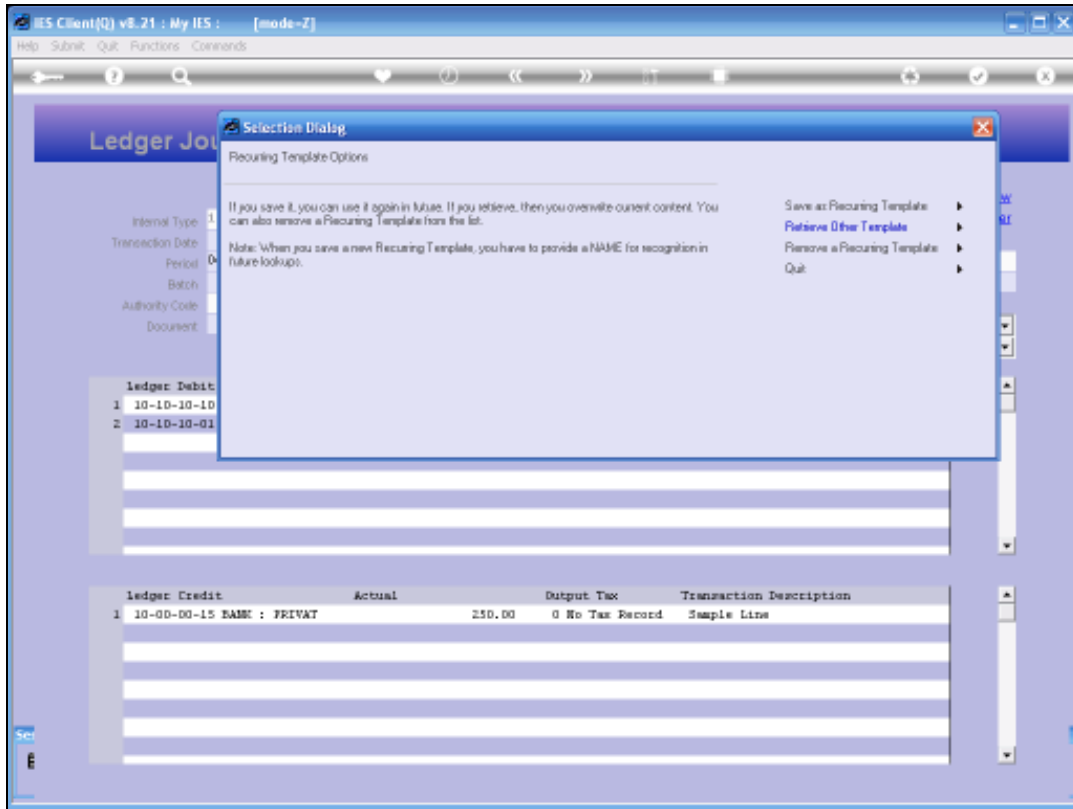 IES Client(Q) v8.21 : My IES : [mode=Z]
Help Submit Quit Functions Commands
Ledger Jou
Selection Dialog
Recurring Template Options
If you save it, you can use it again in future. If you retrieve, then you overwrite current content. You
can also remove a Recurring Template from the list.
Note: When you save a new Recurring Template, you have to provide a NAME for recognition in
future lookups.
Save as Recurring Template
Retrieve Other Template
Remove a Recurring Template
Quit
Internal Type 1
Transaction Date
Period
Batch
Authority Code
Document
Ledger Debit
1 10-10-10-10
2 10-10-10-01
Ledger Credit Actual Output Tax Transaction Description
1 10-00-00-15 BANK : PRIVAT 250.00 0 No Tax Record Sample Line